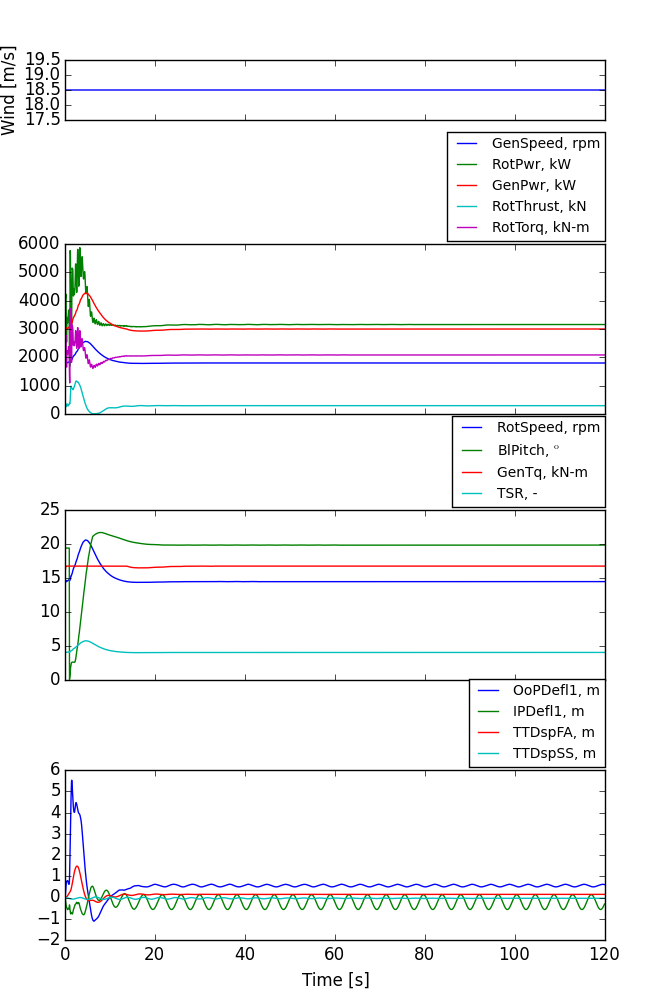 Wind [m/s]
19.5
19.0
18.5
18.0
17.5
GenSpeed, rpm
RotPwr, kW
GenPwr, kW
RotThrust, kN
RotTorq, kN-m
6000
5000
4000
3000
2000
1000
0
RotSpeed, rpm
BlPitch, °
GenTq, kN-m
TSR, -
25
20
15
10
5
0
OoPDefl1, m
IPDefl1, m
TTDspFA, m
TTDspSS, m
6
5
4
3
2
1
0
−1
−2
0 20 40 60 80 100 120
Time [s]